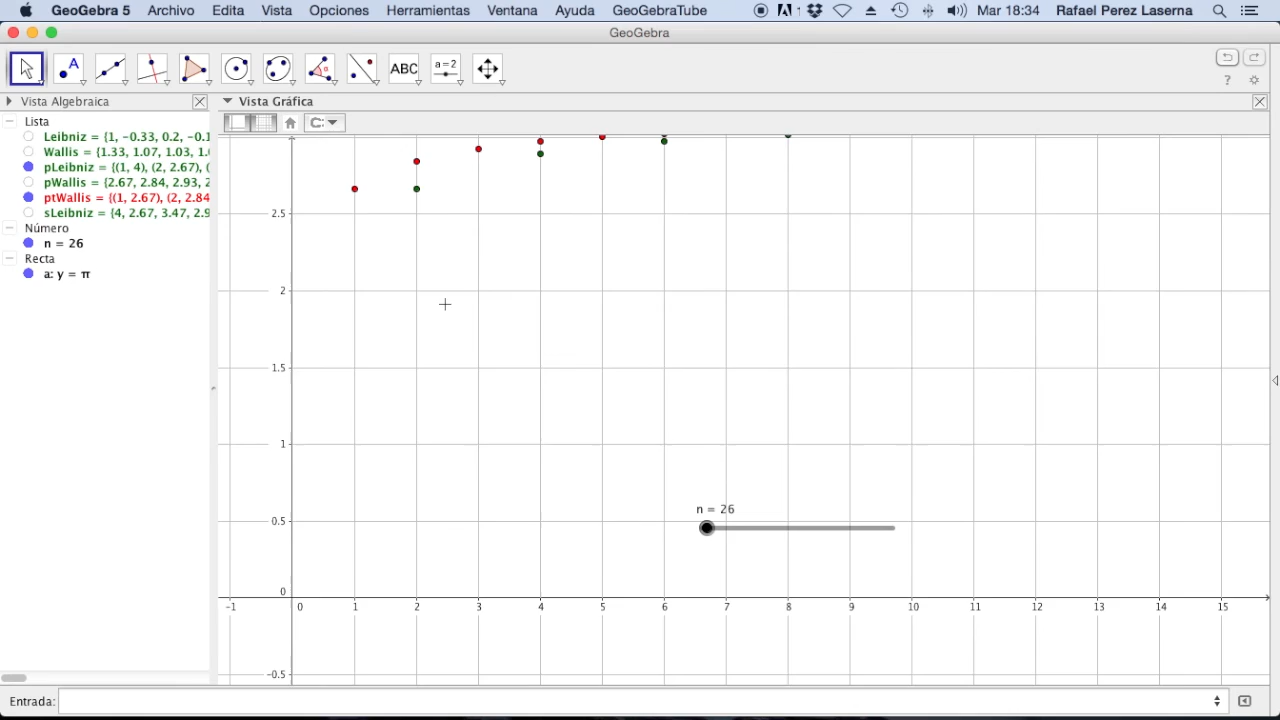 GeoGebra 5 Archivo Edita Vista Opciones Herramientas Ventana Ayuda GeoGebraTube 1 Mar 18:34 Rafael Perez Laserna
GeoGebra
A ABC a=2
?
Vista Algebraica
Vista Gráfica
Lista
Leibniz = {1, −0.33, 0.2, −0.1
Wallis = {1.33, 1.07, 1.03, 1.0
pLeibniz = {(1, 4), (2, 2.67), (
pWallis = {2.67, 2.84, 2.93, 2
ptWallis = {(1, 2.67), (2, 2.84
sLeibniz = {4, 2.67, 3.47, 2.9
Número
n = 26
Recta
a: y = π
2.5
2
1.5
1
n = 26
0.5
0
-1 0 1 2 3 4 5 6 7 8 9 10 11 12 13 14 15
-0.5
Entrada: